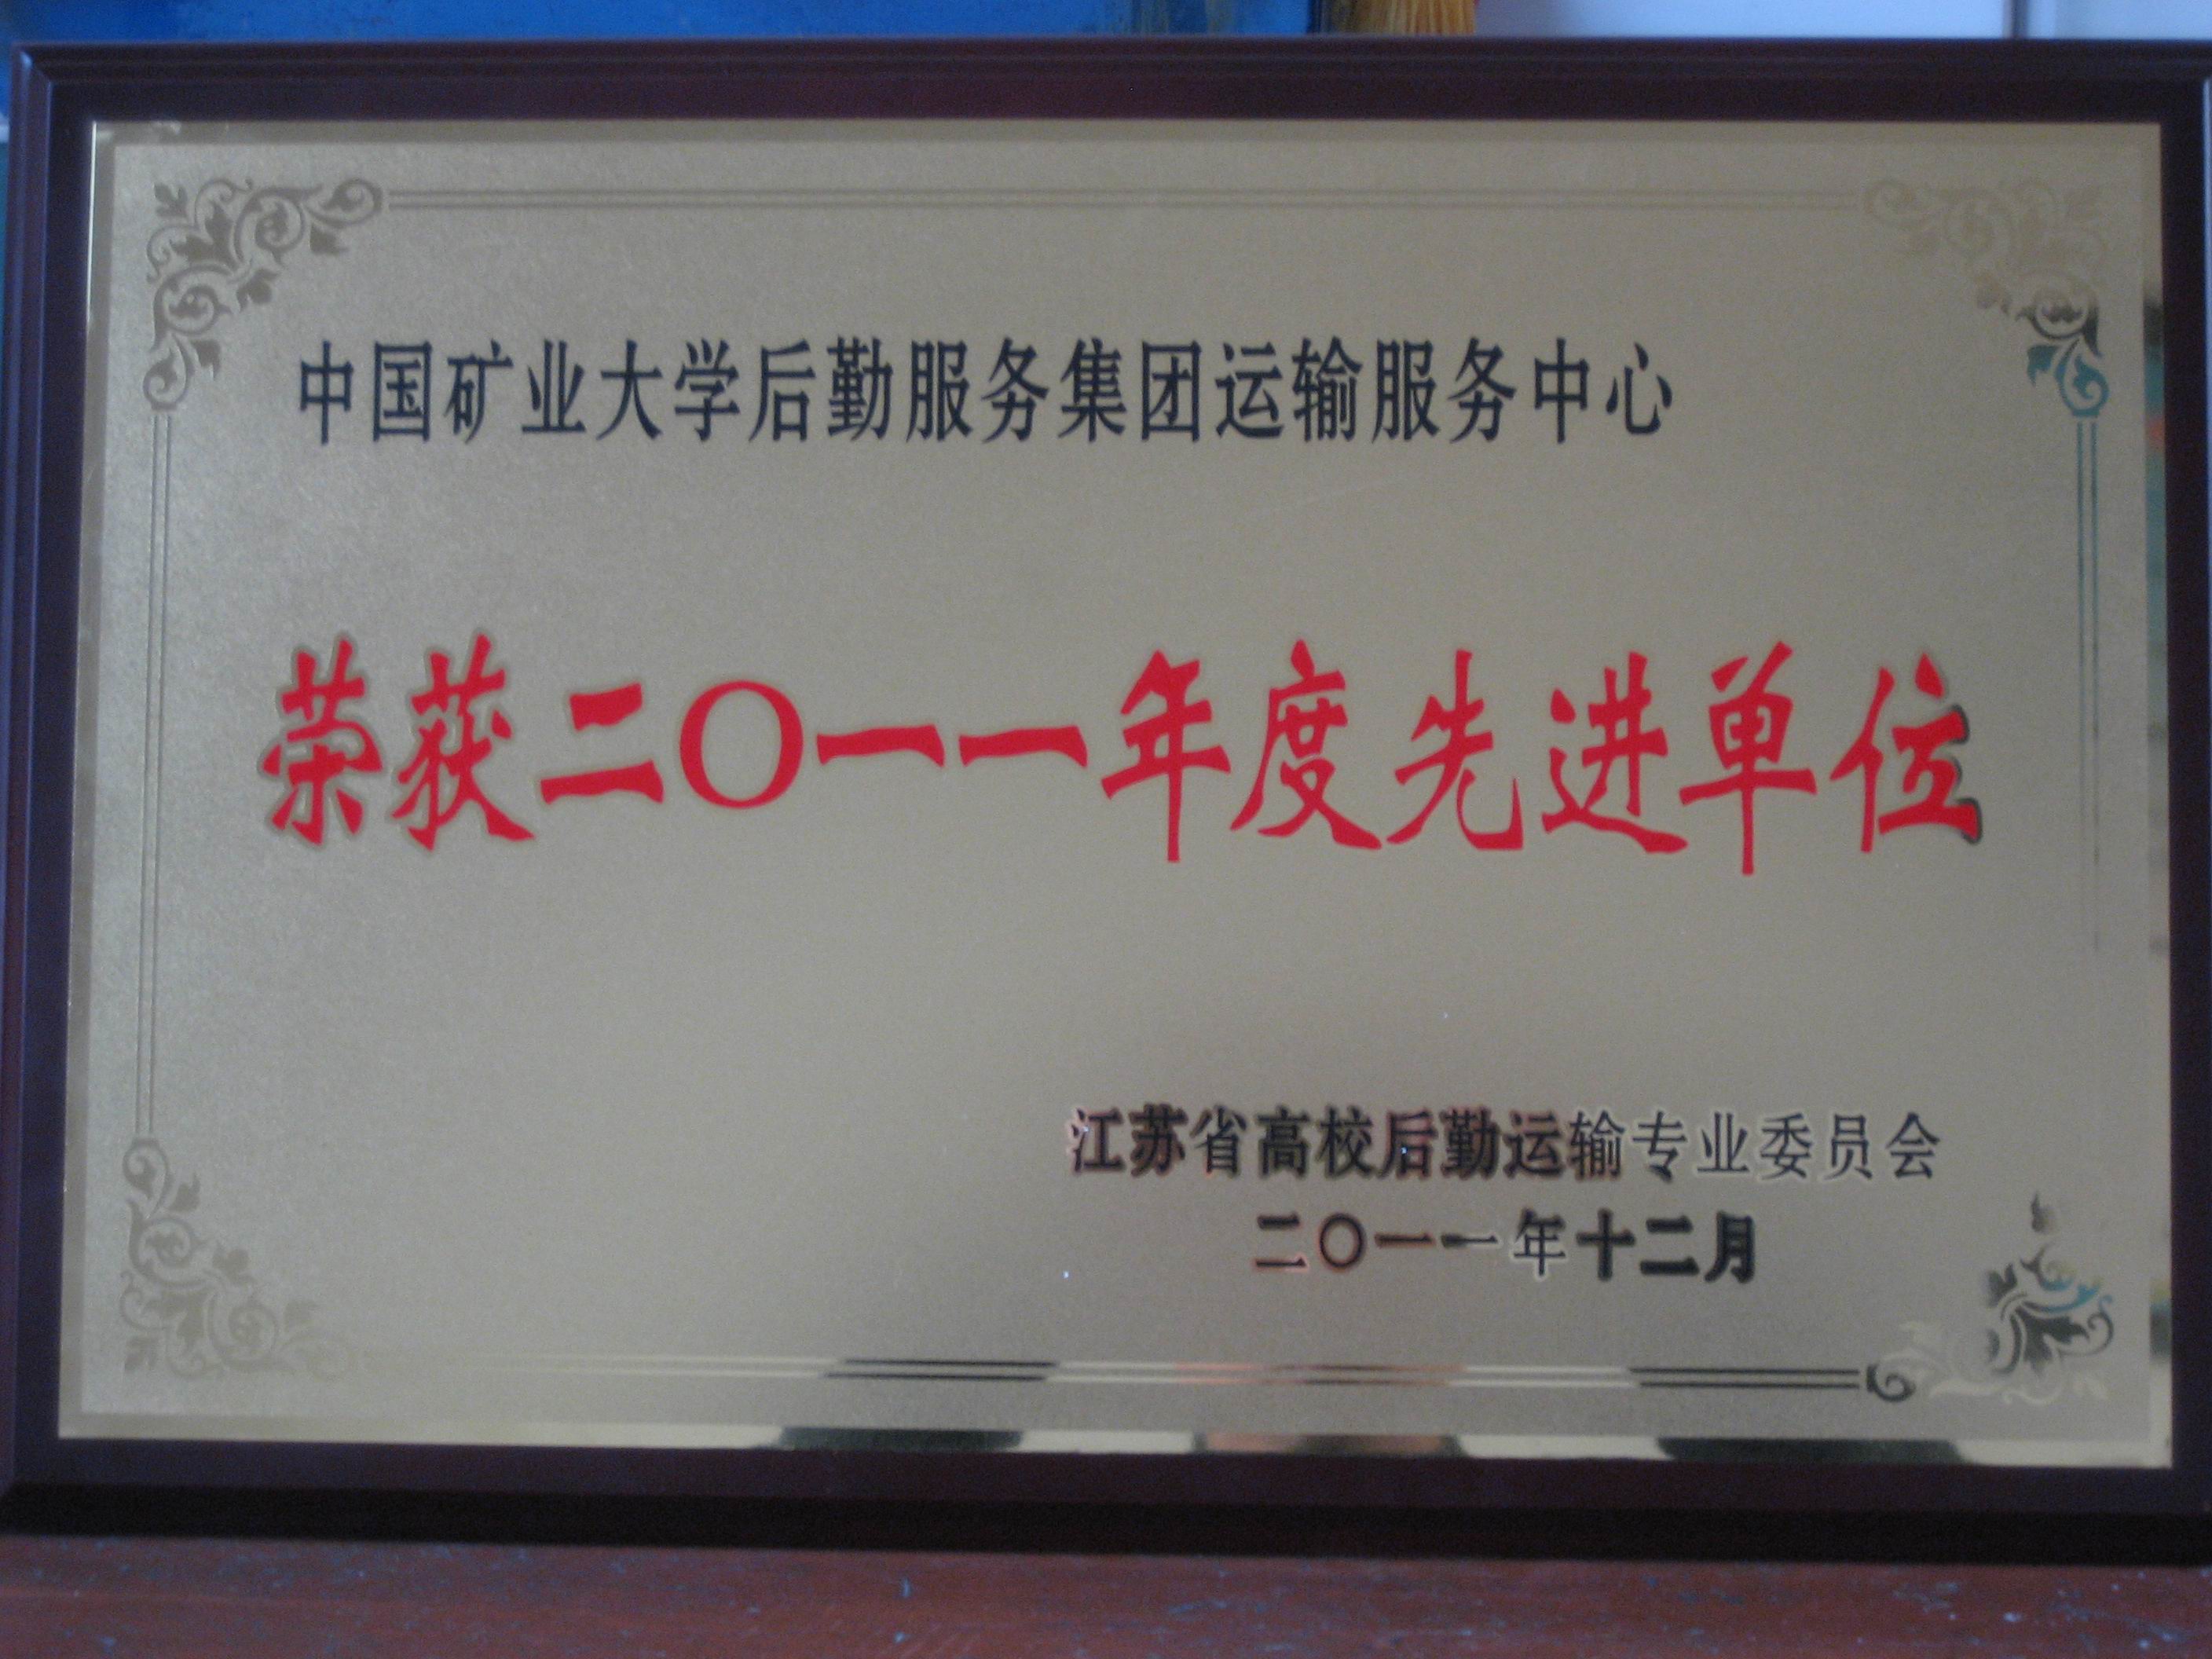 中国矿业大学后勤服务集团运输服务中心
荣获二〇一一年度先进单位
江苏省高校后勤运输专业委员会
二〇一一年十二月